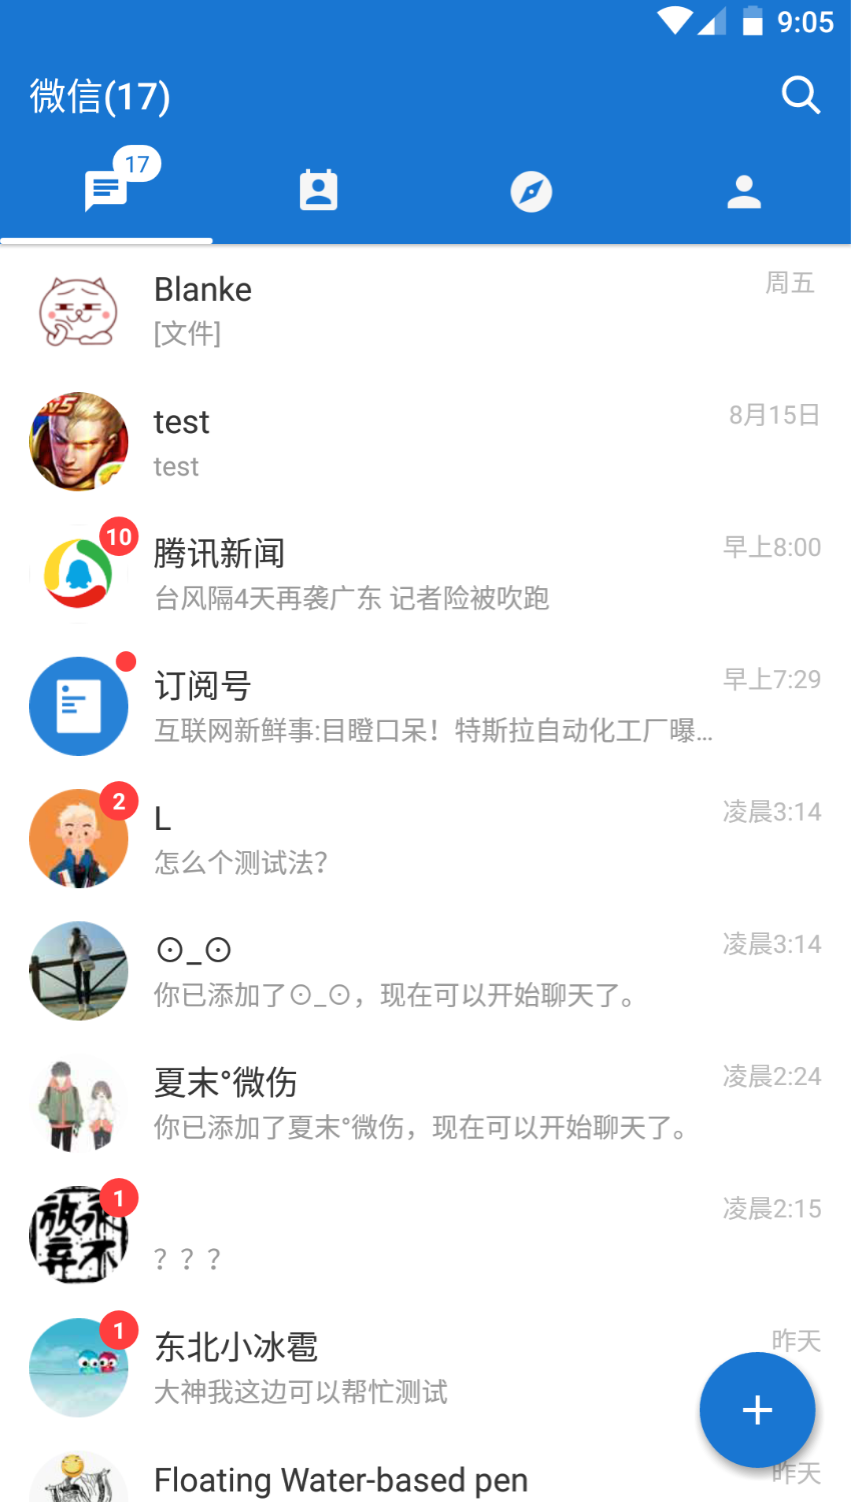 9:05
微信(17)
17
Blanke
周五
[文件]
test
8月15日
test
10
腾讯新闻
早上8:00
台风隔4天再袭广东 记者险被吹跑
订阅号
早上7:29
互联网新鲜事:目瞪口呆！特斯拉自动化工厂曝...
2
L
凌晨3:14
怎么个测试法？
⊙_⊙
凌晨3:14
你已添加了⊙_⊙，现在可以开始聊天了。
夏末°微伤
凌晨2:24
你已添加了夏末°微伤，现在可以开始聊天了。
1
永不放弃
凌晨2:15
？？？
1
东北小冰雹
昨天
大神我这边可以帮忙测试
Floating Water-based pen
昨天